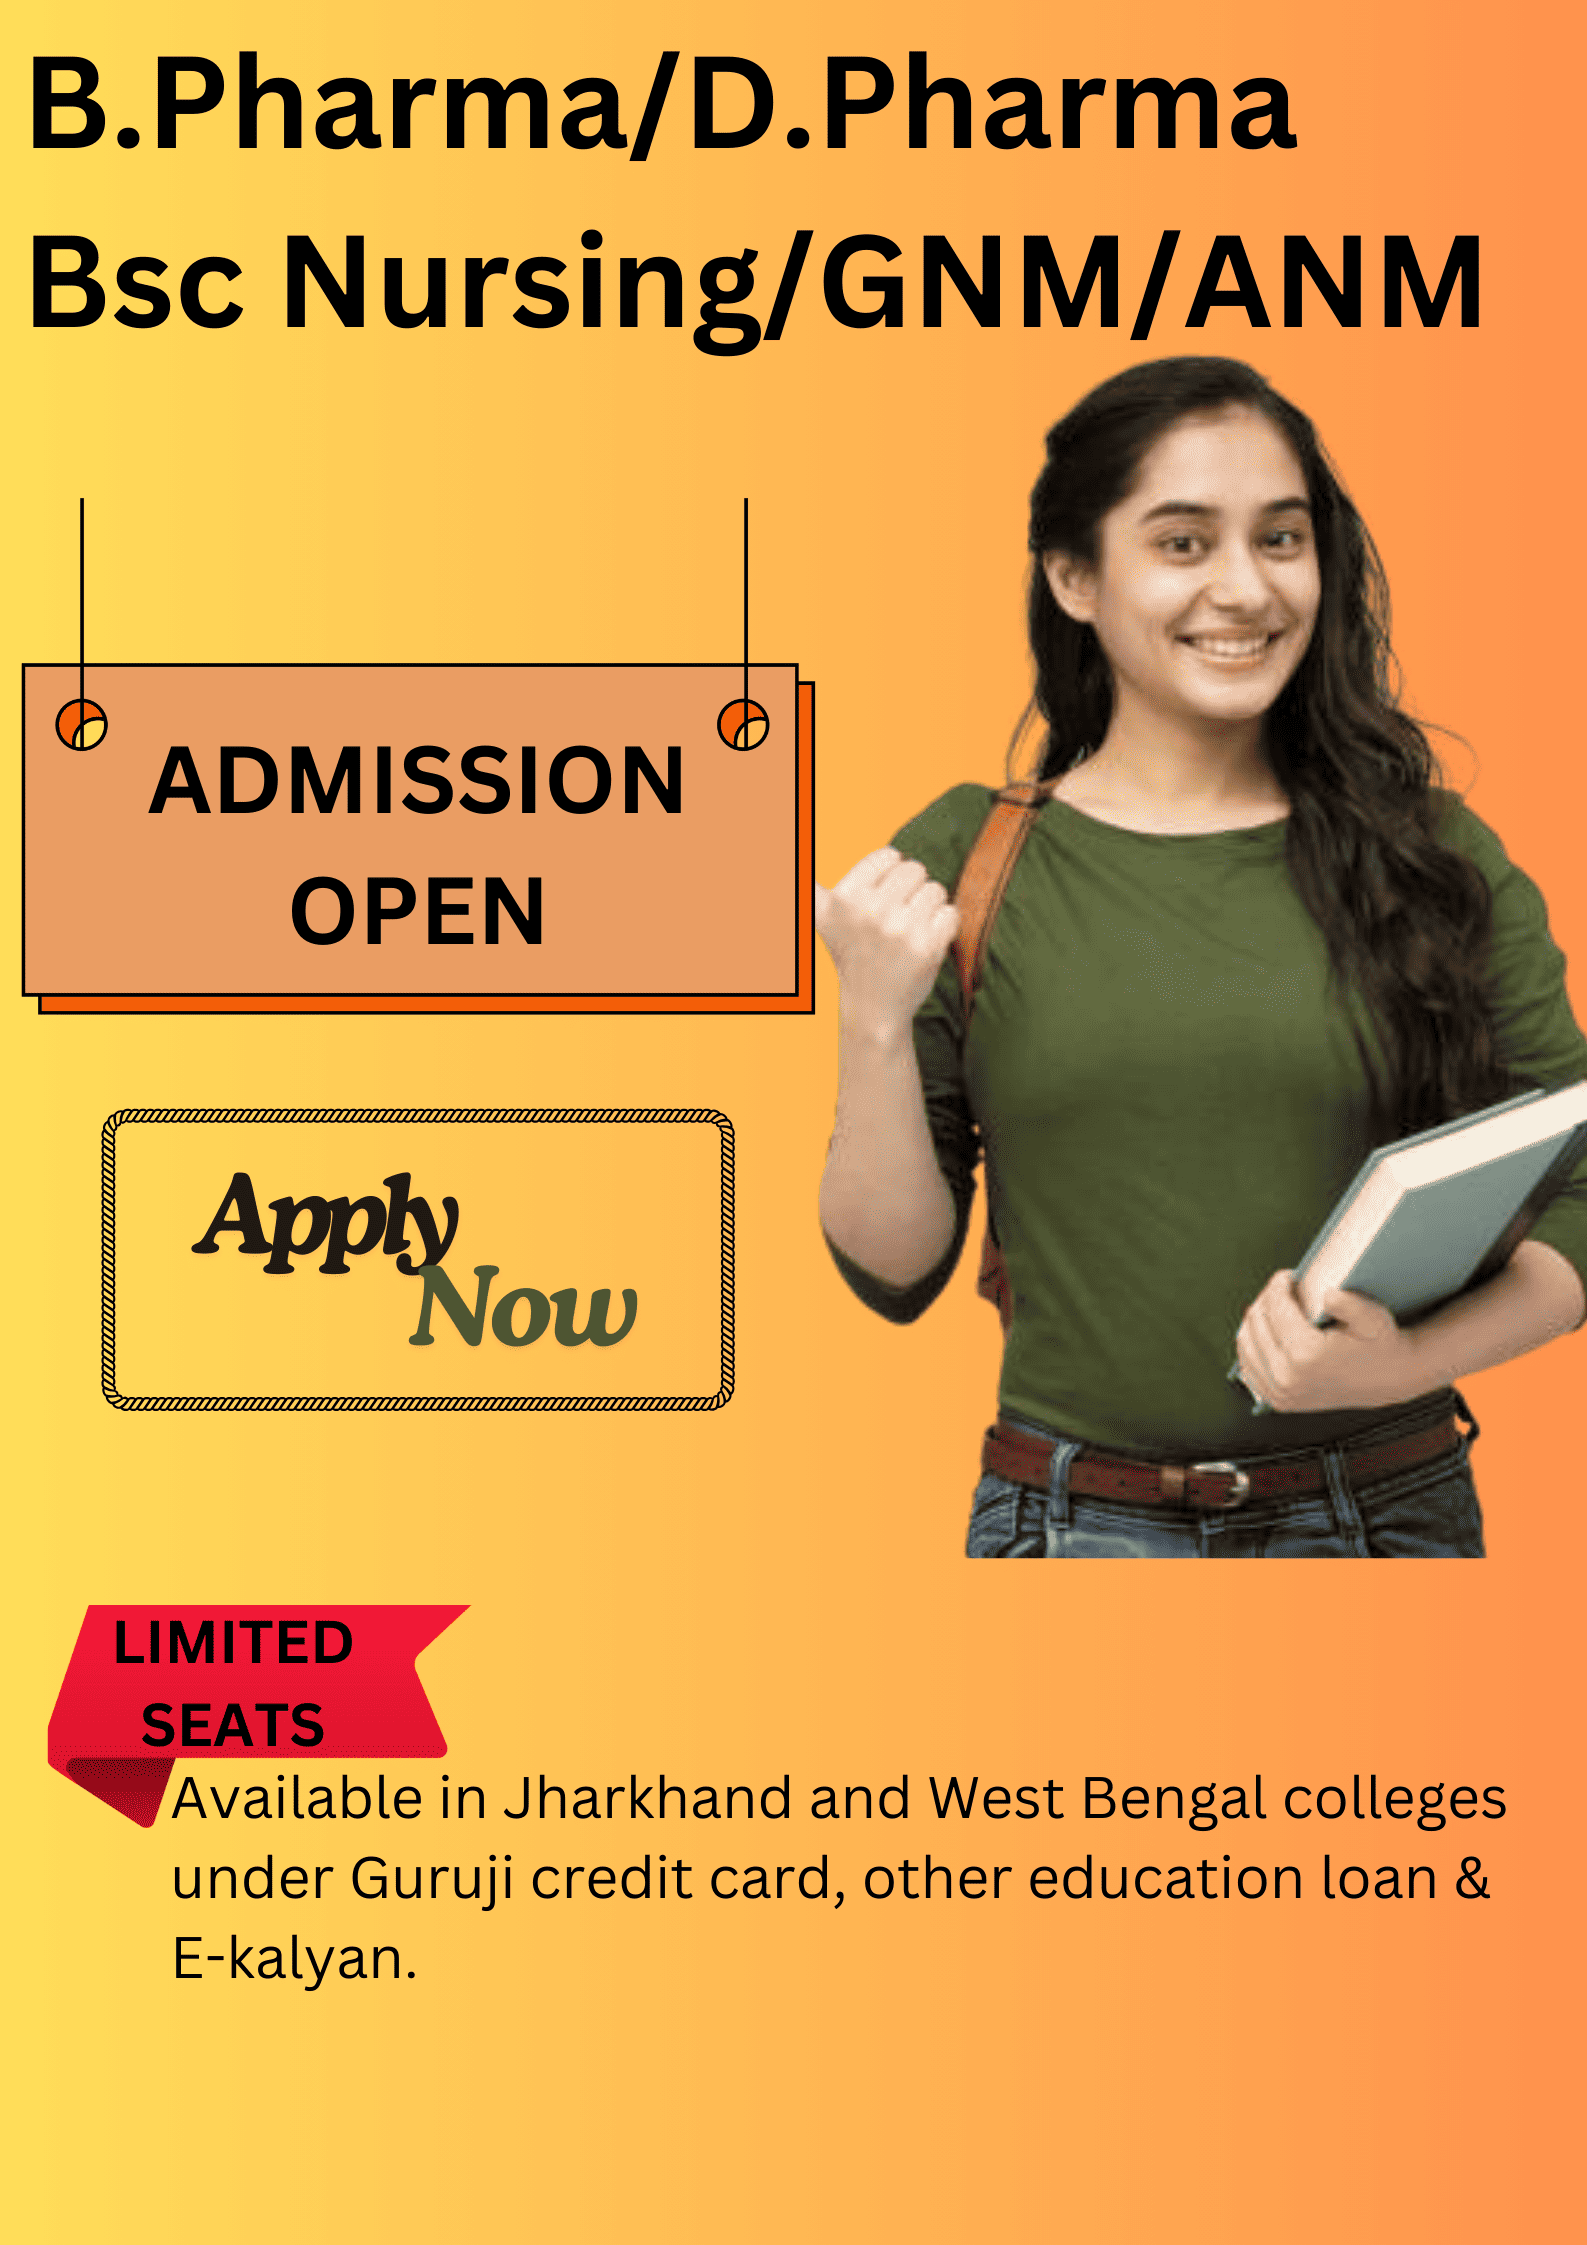 B.Pharma/D.Pharma
Bsc Nursing/GNM/ANM
ADMISSION
OPEN
Apply
Now
LIMITED
SEATS
Available in Jharkhand and West Bengal colleges
under Guruji credit card, other education loan &
E-kalyan.